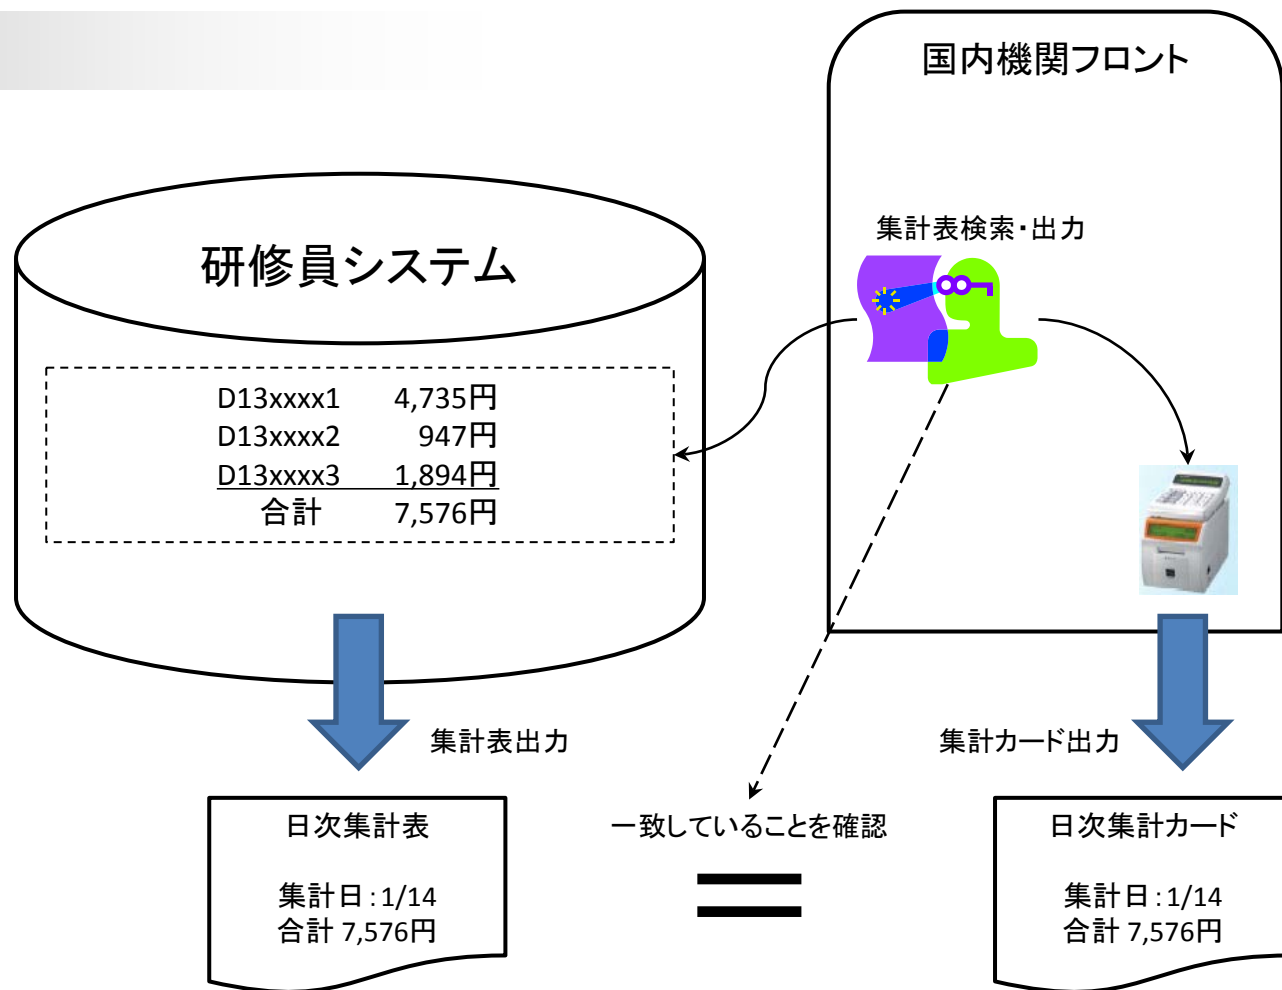 国内機関フロント
集計表検索・出力
研修員システム
D13xxxx1 4,735円
D13xxxx2 947円
D13xxxx3 1,894円
合計 7,576円
集計表出力
集計カード出力
日次集計表
集計日：1/14
合計 7,576円
一致していることを確認
＝
日次集計カード
集計日：1/14
合計 7,576円